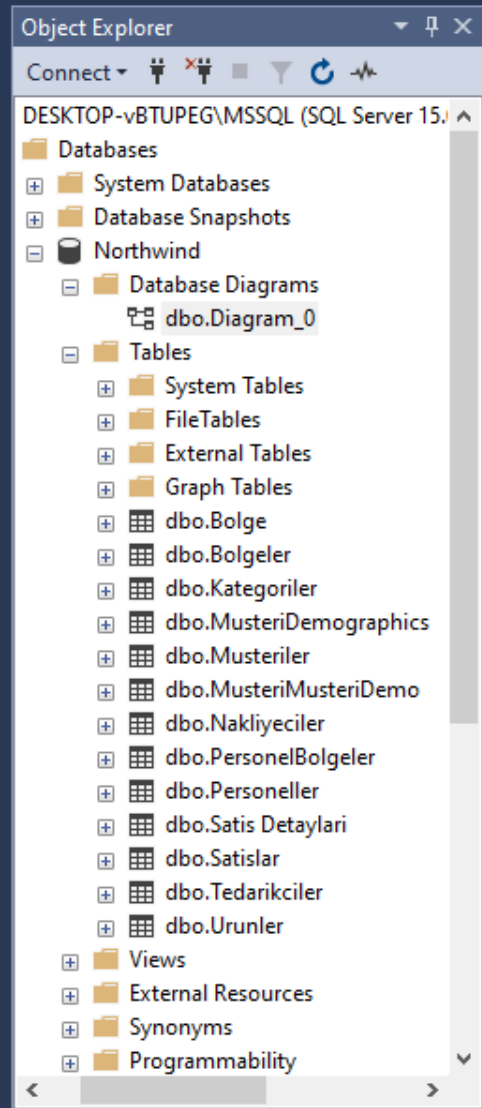 Object Explorer
Connect
DESKTOP-vBTUPEG\MSSQL (SQL Server 15.
Databases
System Databases
Database Snapshots
Northwind
Database Diagrams
dbo.Diagram_0
Tables
System Tables
FileTables
External Tables
Graph Tables
dbo.Bolge
dbo.Bolgeler
dbo.Kategoriler
dbo.MusteriDemographics
dbo.Musteriler
dbo.MusteriMusteriDemo
dbo.Nakliyeciler
dbo.PersonelBolgeler
dbo.Personeller
dbo.Satis Detaylari
dbo.Satislar
dbo.Tedarikciler
dbo.Urunler
Views
External Resources
Synonyms
Programmability